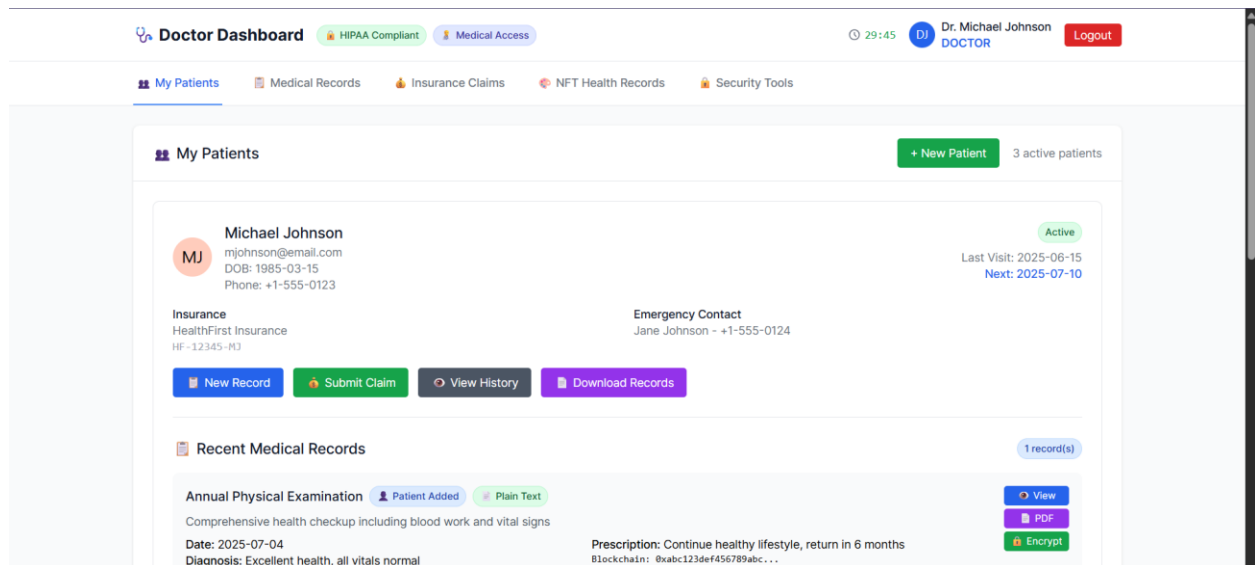 Doctor Dashboard HIPAA Compliant Medical Access 29:45 DJ Dr. Michael Johnson Logout
DOCTOR
My Patients Medical Records Insurance Claims NFT Health Records Security Tools
My Patients + New Patient 3 active patients
MJ Michael Johnson Active
mjohnson@email.com Last Visit: 2025-06-15
DOB: 1985-03-15 Next: 2025-07-10
Phone: +1-555-0123
Insurance Emergency Contact
HealthFirst Insurance Jane Johnson - +1-555-0124
HF-12345-MJ
New Record Submit Claim View History Download Records
Recent Medical Records 1 record(s)
Annual Physical Examination Patient Added Plain Text View
Comprehensive health checkup including blood work and vital signs PDF
Date: 2025-07-04 Prescription: Continue healthy lifestyle, return in 6 months Encrypt
Diagnosis: Excellent health, all vitals normal Blockchain: 0xabc123def456789abc...